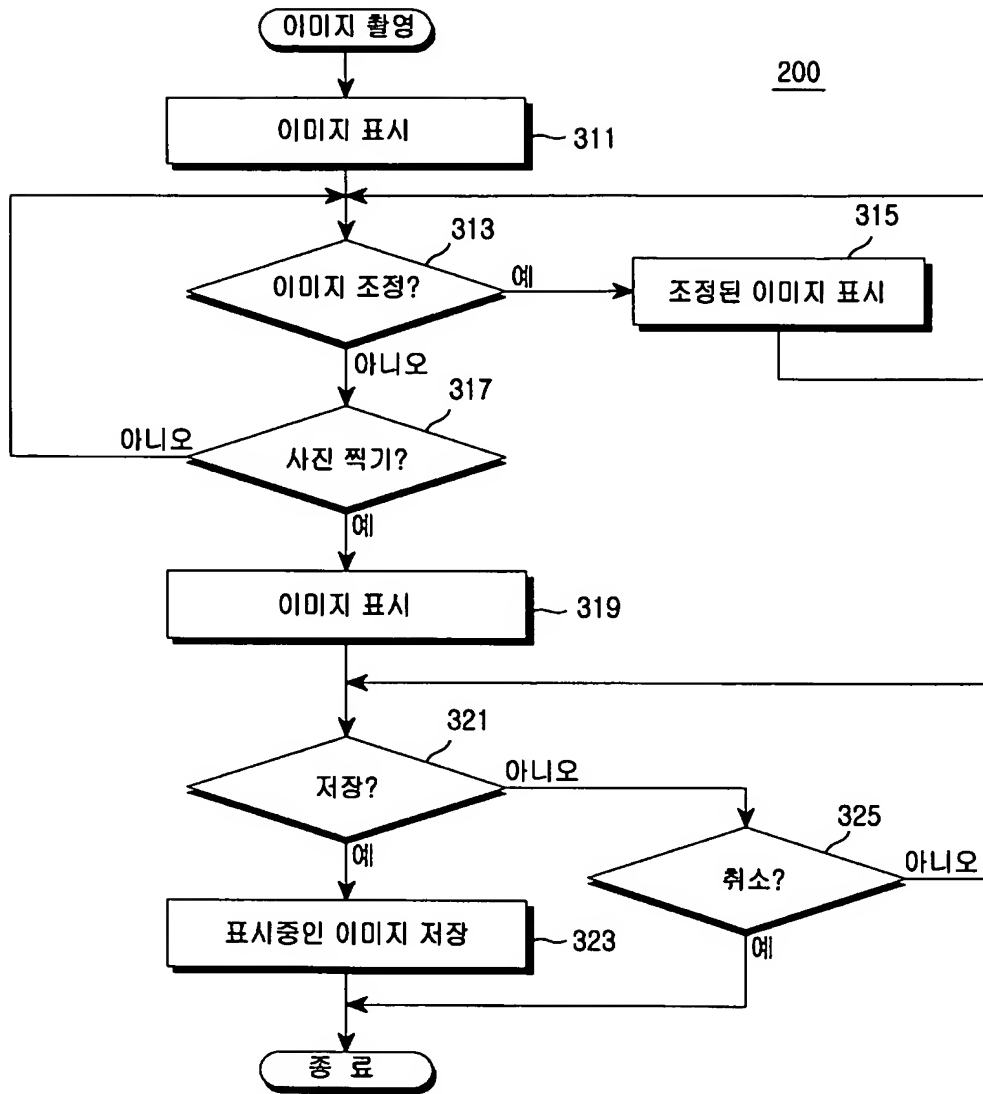 이미지 촬영
200
이미지 표시
311
313
이미지 조정?
예
315
조정된 이미지 표시
아니오
317
사진 찍기?
아니오
예
이미지 표시
319
321
저장?
아니오
예
325
취소?
아니오
예
표시중인 이미지 저장
323
종 료